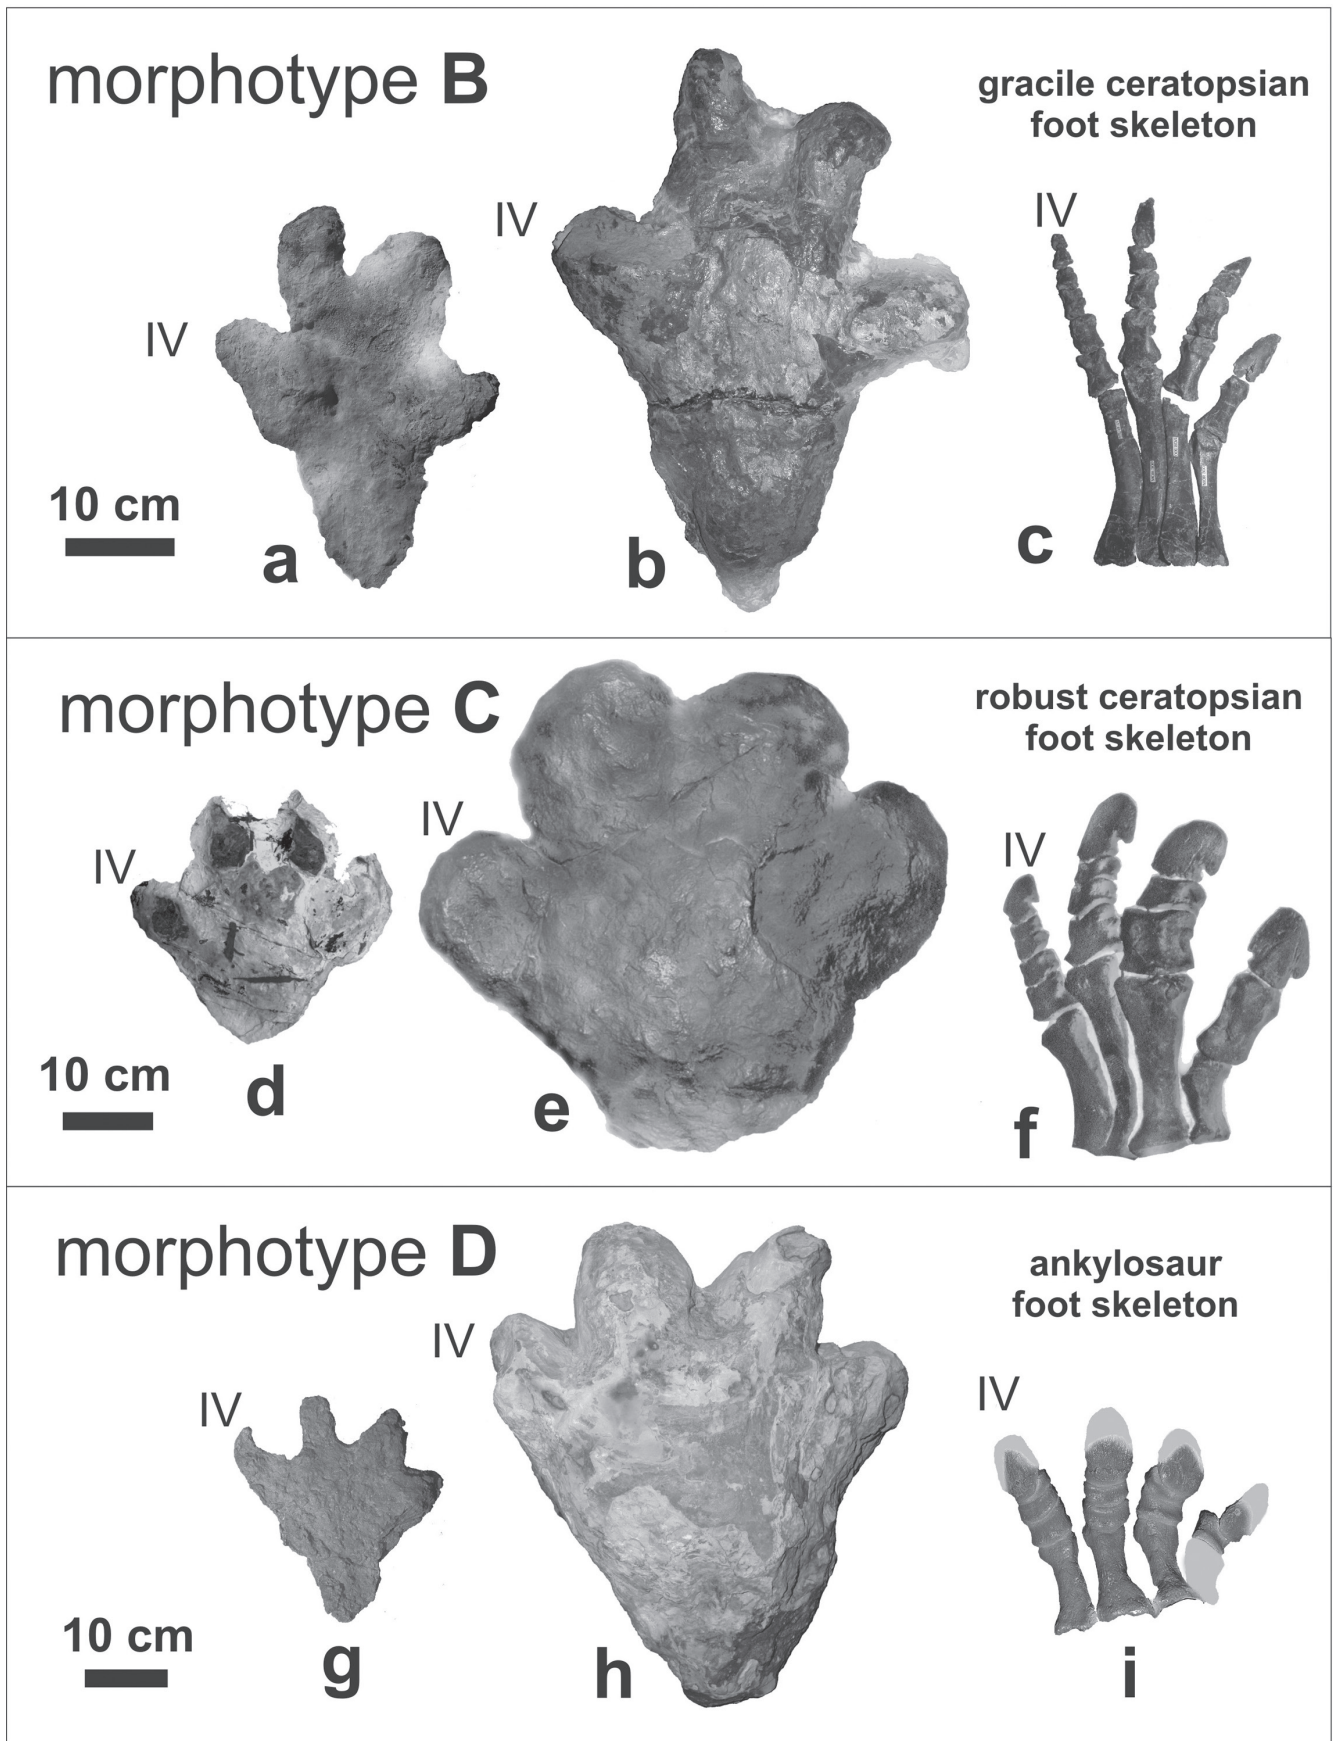 morphotype B
gracile ceratopsian
foot skeleton
IV
IV
IV
10 cm
a
b
c
morphotype C
robust ceratopsian
foot skeleton
IV
IV
IV
10 cm
d
e
f
morphotype D
ankylosaur
foot skeleton
IV
IV
IV
10 cm
g
h
i